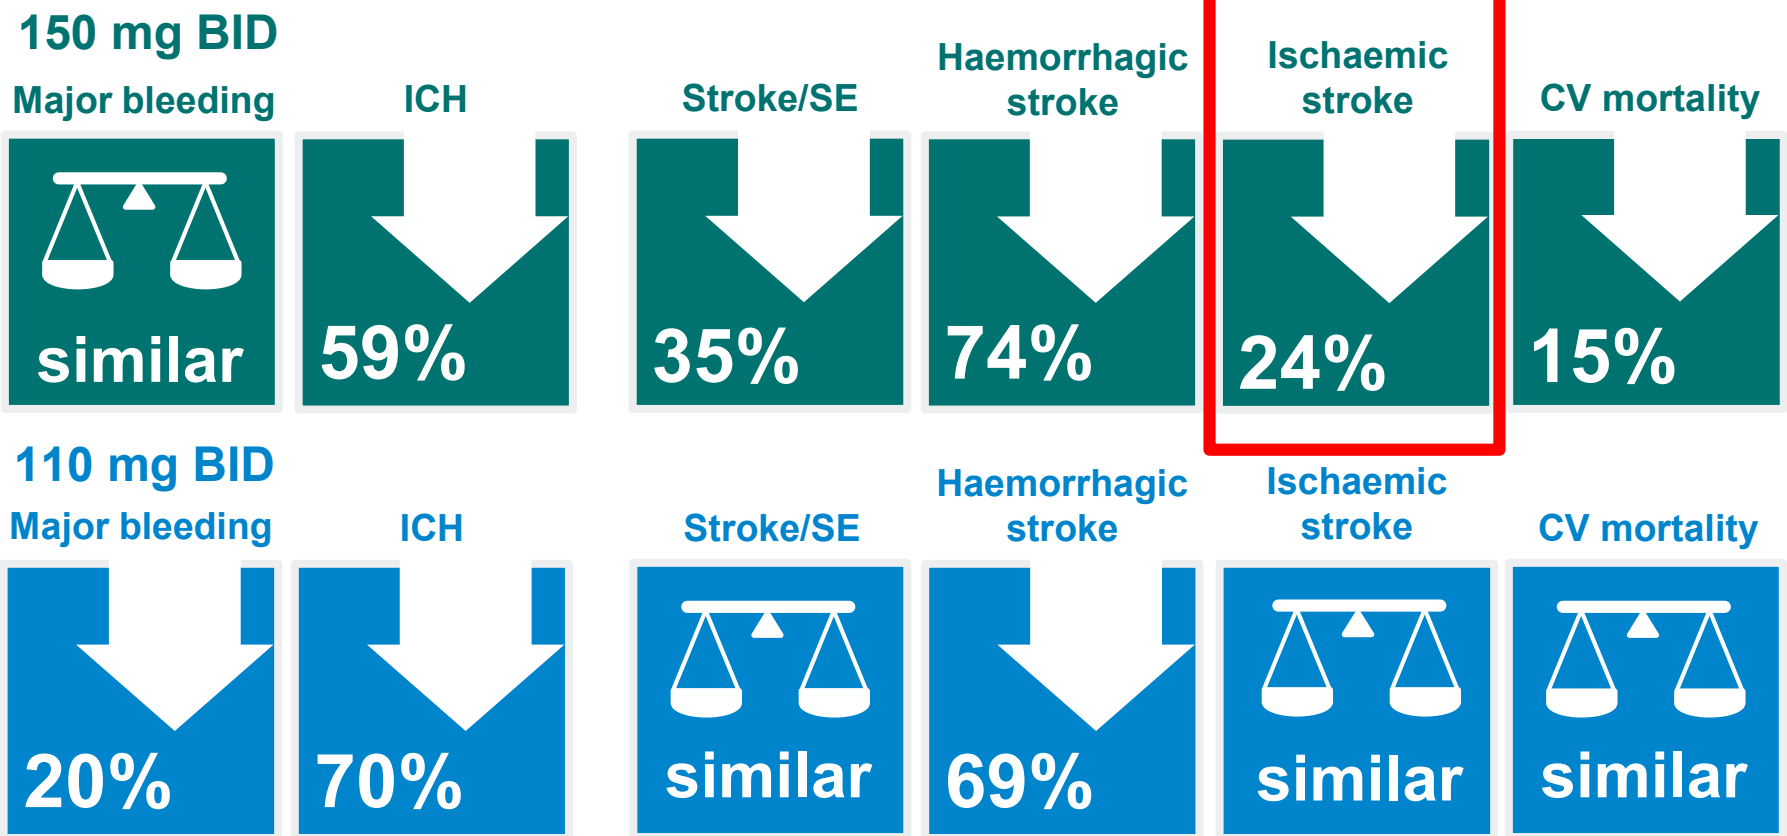 150 mg BID
Major bleeding
ICH
Stroke/SE
Haemorrhagic
stroke
Ischaemic
stroke
CV mortality
similar
59%
35%
74%
24%
15%
110 mg BID
Major bleeding
ICH
Stroke/SE
Haemorrhagic
stroke
Ischaemic
stroke
CV mortality
20%
70%
similar
69%
similar
similar